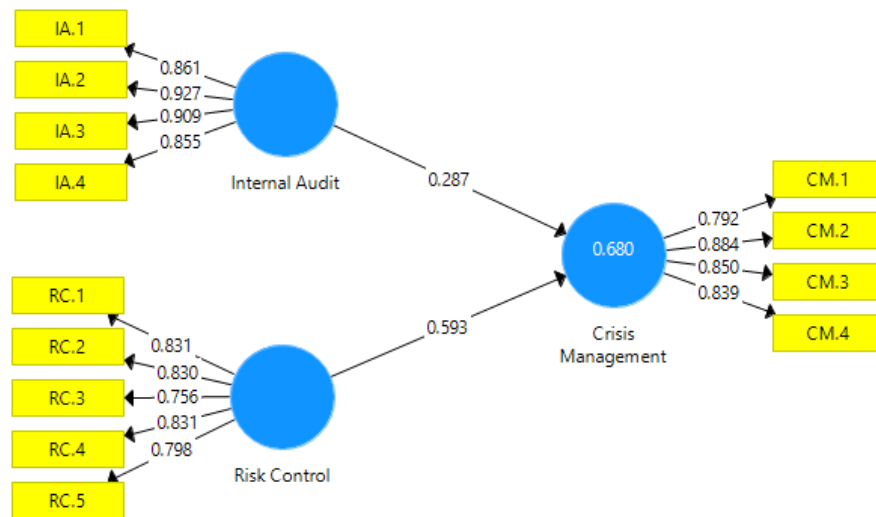 IA.1
IA.2
IA.3
IA.4
0.861
0.927
0.909
0.855
Internal Audit
0.287
RC.1
RC.2
RC.3
RC.4
RC.5
0.831
0.830
0.756
0.831
0.798
Risk Control
0.593
0.680
Crisis
Management
0.792
0.884
0.850
0.839
CM.1
CM.2
CM.3
CM.4